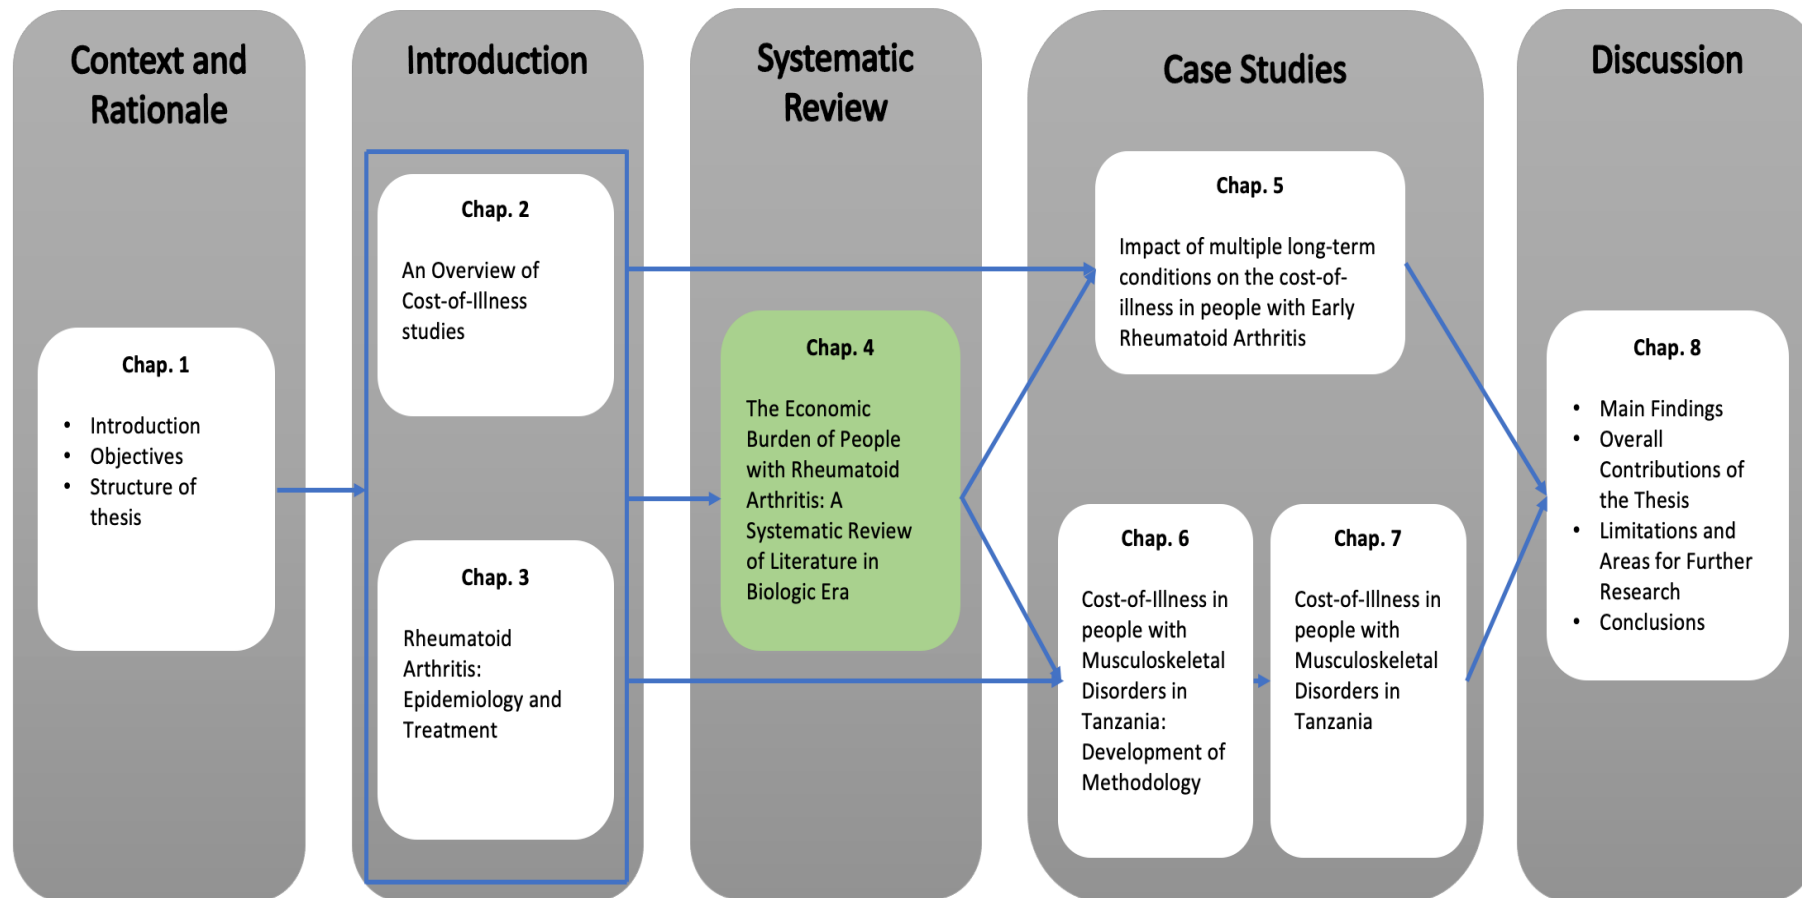 Context and
Rationale
Chap. 1
• Introduction
• Objectives
• Structure of
thesis
Introduction
Chap. 2
An Overview of
Cost-of-Illness
studies
Chap. 3
Rheumatoid
Arthritis:
Epidemiology and
Treatment
Systematic
Review
Chap. 4
The Economic
Burden of People
with Rheumatoid
Arthritis: A
Systematic Review
of Literature in
Biologic Era
Case Studies
Chap. 5
Impact of multiple long-term
conditions on the cost-of-
illness in people with Early
Rheumatoid Arthritis
Chap. 6
Cost-of-Illness in
people with
Musculoskeletal
Disorders in
Tanzania:
Development of
Methodology
Chap. 7
Cost-of-Illness in
people with
Musculoskeletal
Disorders in
Tanzania
Discussion
Chap. 8
• Main Findings
• Overall
Contributions of
the Thesis
• Limitations and
Areas for Further
Research
• Conclusions